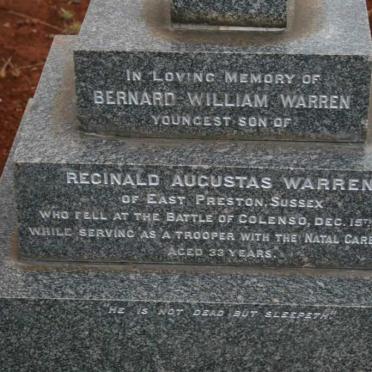 IN LOVING MEMORY OF
BERNARD WILLIAM WARREN
YOUNGEST SON OF
REGINALD AUGUSTAS WARREN
OF EAST PRESTON, SUSSEX
WHO FELL AT THE BATTLE OF COLENSO, DEC. 15TH
WHILE SERVING AS A TROOPER WITH THE NATAL CARB
AGED 33 YEARS.
"HE IS NOT DEAD BUT SLEEPETH"